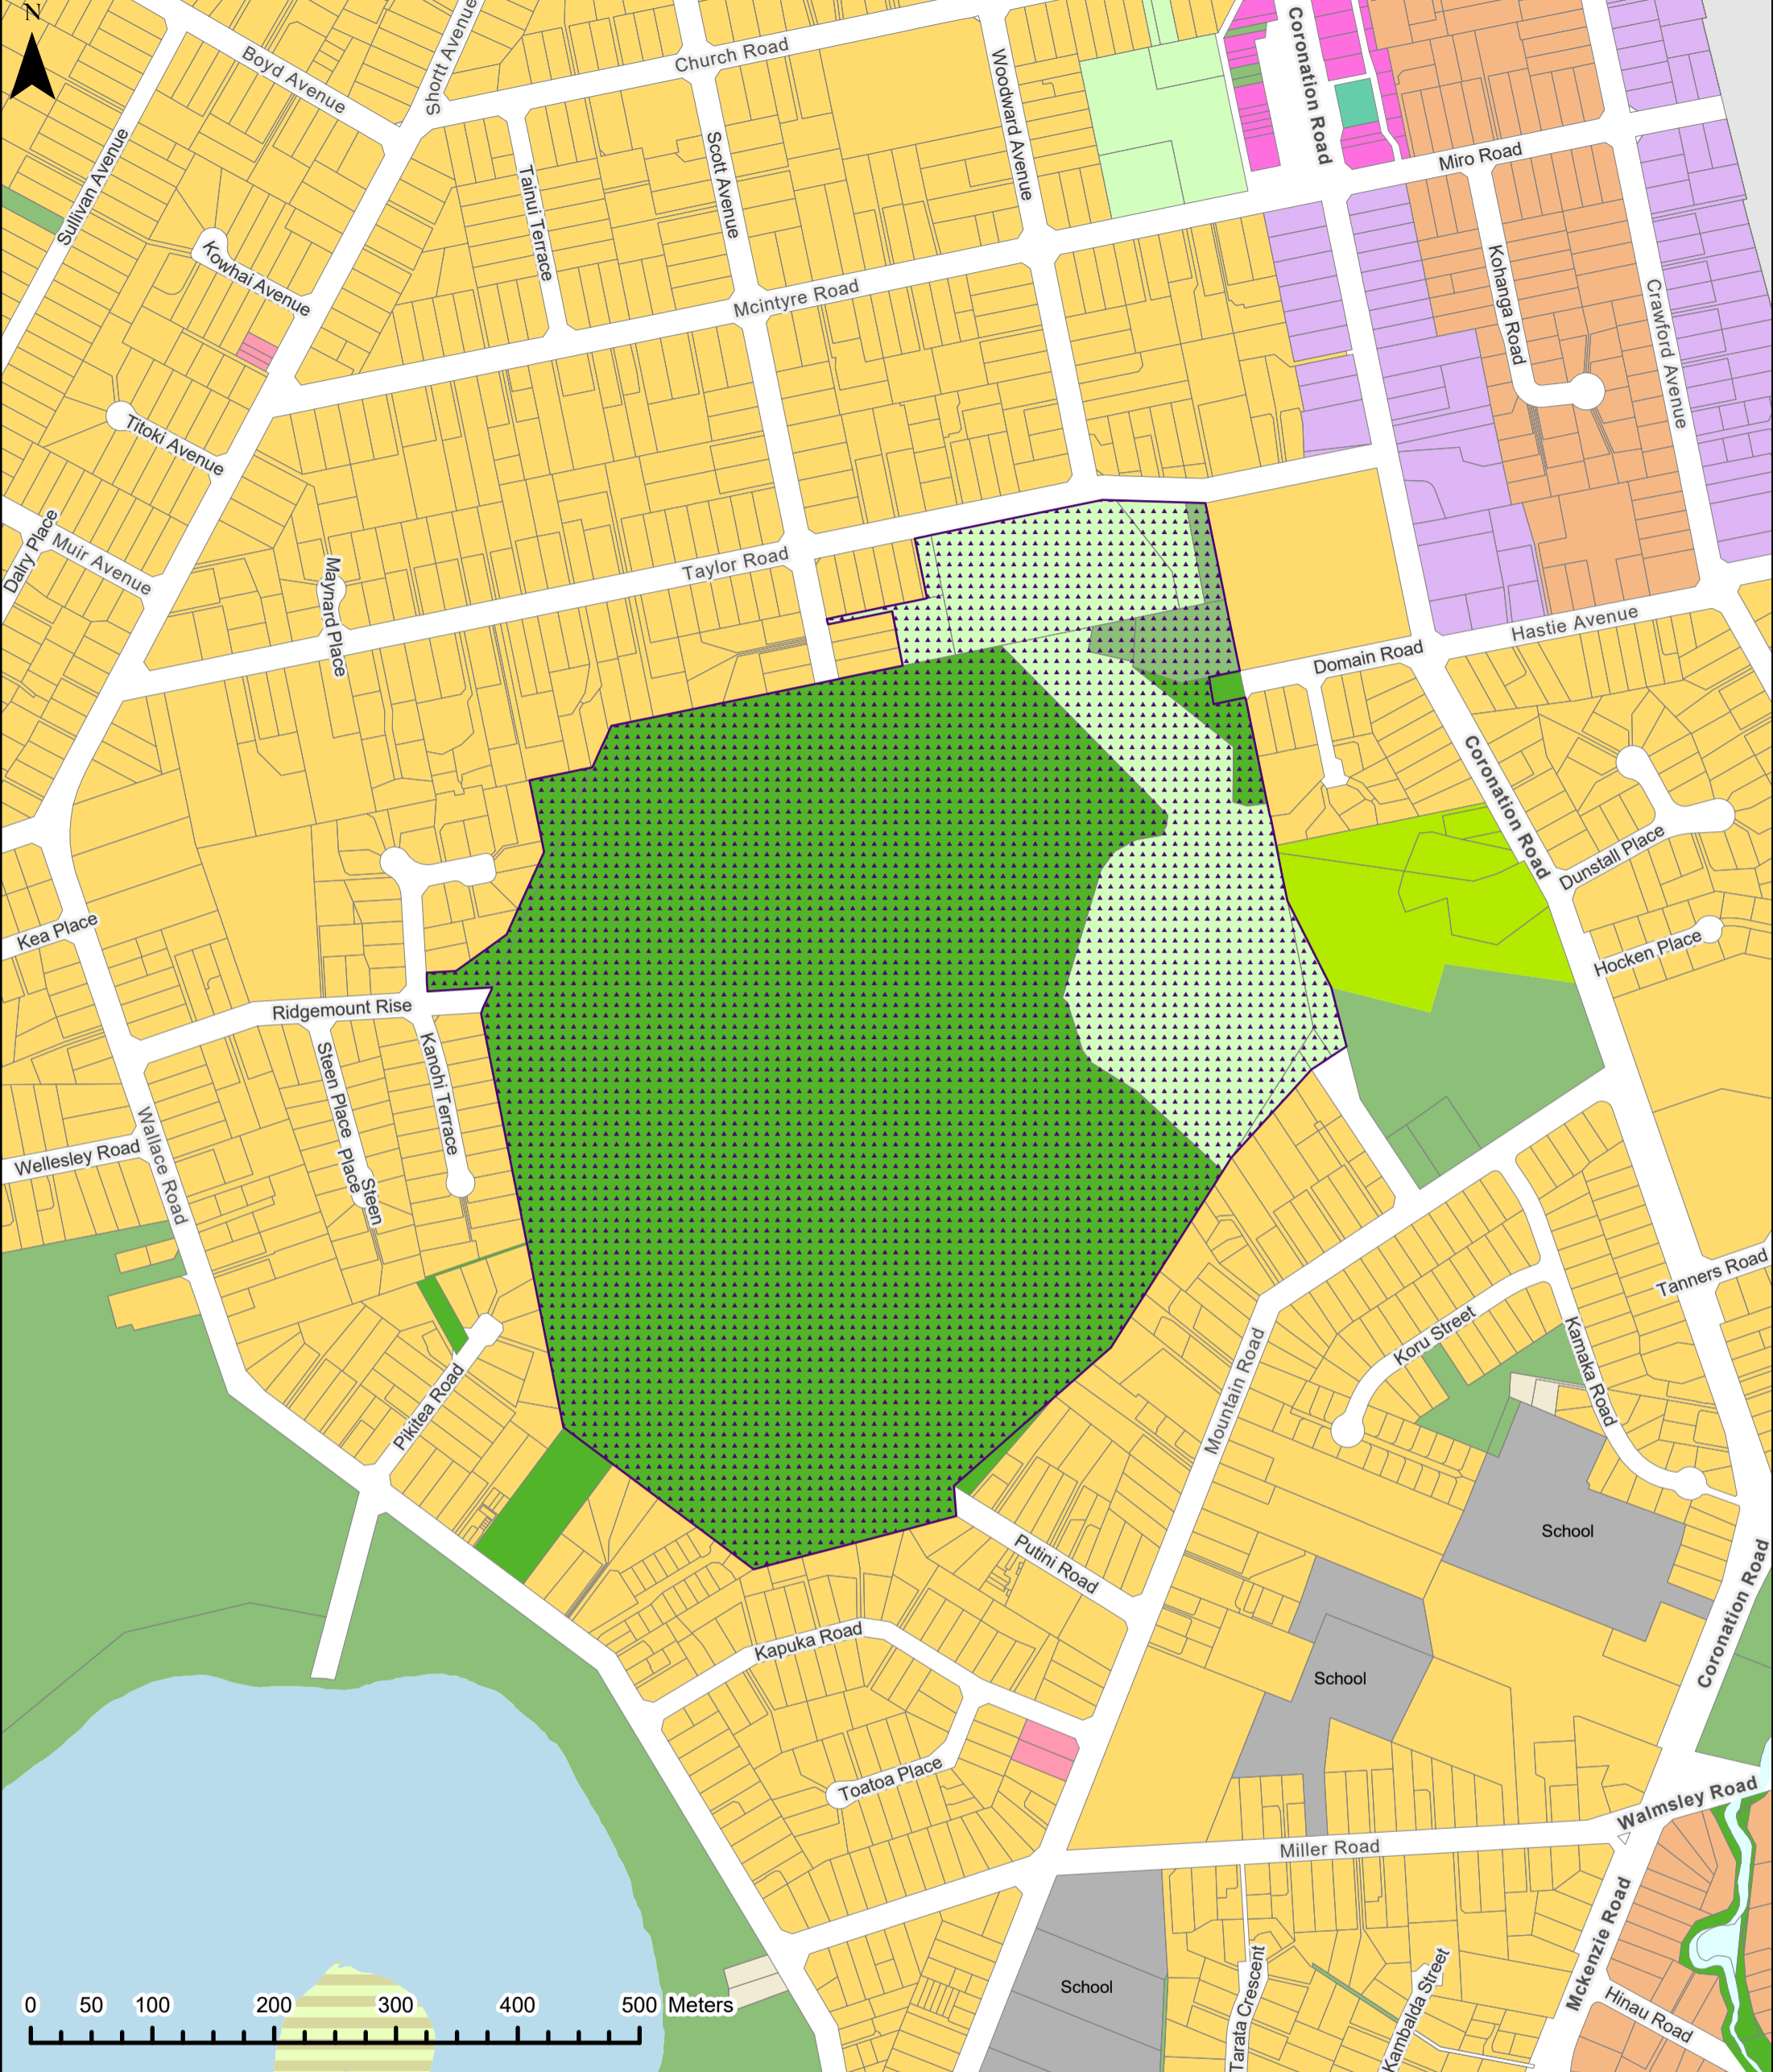 N
Boyd Avenue
Shortt Avenue
Church Road
Woodward Avenue
Coronation Road
Miro Road
Sullivan Avenue
Tainui Terrace
Scott Avenue
Kowhai Avenue
Mcintyre Road
Kohanga Road
Crawford Avenue
Titoki Avenue
Dalry Place
Muir Avenue
Maynard Place
Taylor Road
Hastie Avenue
Domain Road
Coronation Road
Dunstall Place
Kea Place
Hocken Place
Ridgemount Rise
Steen Place
Kanohi Terrace
Wallace Road
Wellesley Road
Steen
Place
Tanners Road
Koru Street
Kamaka Road
Mountain Road
Pikitea Road
School
Putini Road
Coronation Road
Kapuka Road
School
Toatoa Place
Walmsley Road
Miller Road
Mckenzie Road
School
Tarata Crescent
Kambalda Street
Hinau Road
0 50 100 200 300 400 500 Meters